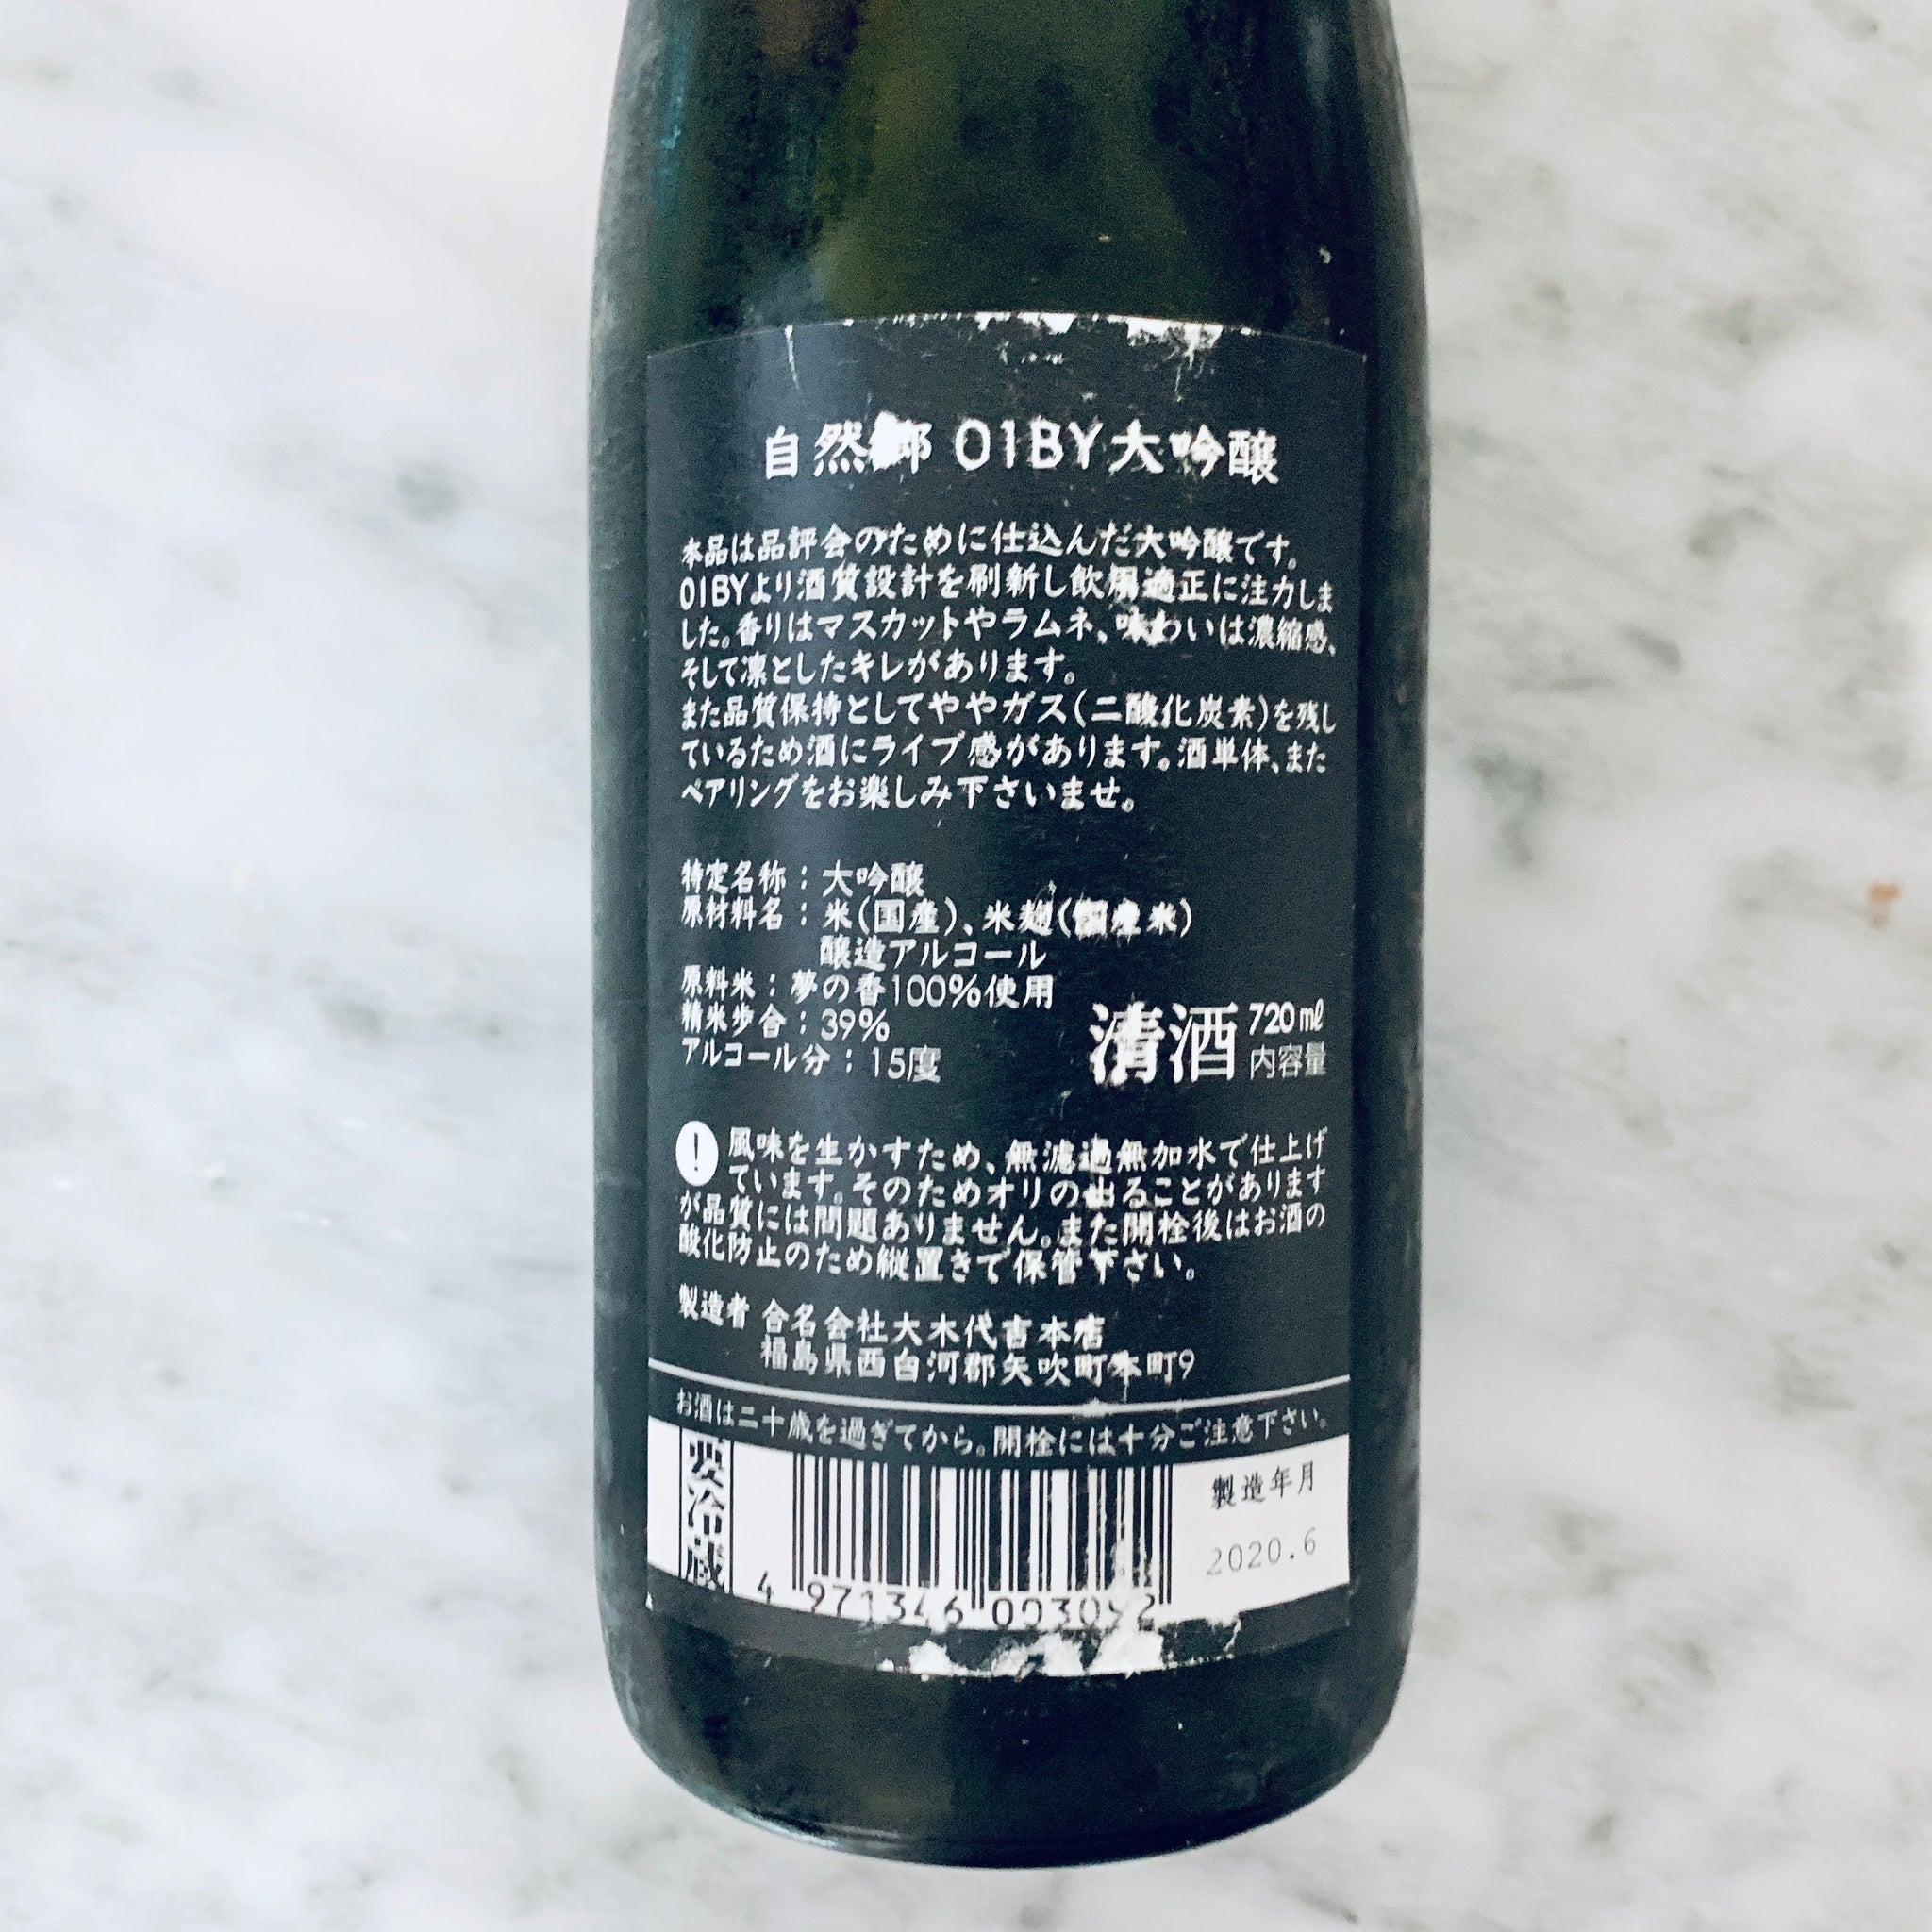 自然郷 01BY大吟醸
本品は品評会のために仕込んだ大吟醸です。
01BYより酒質設計を刷新し飲用適正に注力しま
した。香りはマスカットやラムネ、味わいは濃縮感、
そして凛としたキレがあります。
また品質保持としてややガス(二酸化炭素)を残し
ているため酒にライブ感があります。酒単体、また
ペアリングをお楽しみ下さいませ。
特定名称：大吟醸
原材料名：米(国産)、米麹(国産米)
醸造アルコール
原料米：夢の香100%使用
精米歩合：39%
アルコール分：15度
清酒 720ml
内容量
! 風味を生かすため、無濾過無加水で仕上げ
ています。そのためオリの出ることがあります
が品質には問題ありません。また開栓後はお酒の
酸化防止のため縦置きで保管下さい。
製造者 合名会社大木代吉本店
福島県西白河郡矢吹町本町9
お酒は二十歳を過ぎてから。開栓には十分ご注意下さい。
要冷蔵
製造年月
2020.6
4 971346 003092